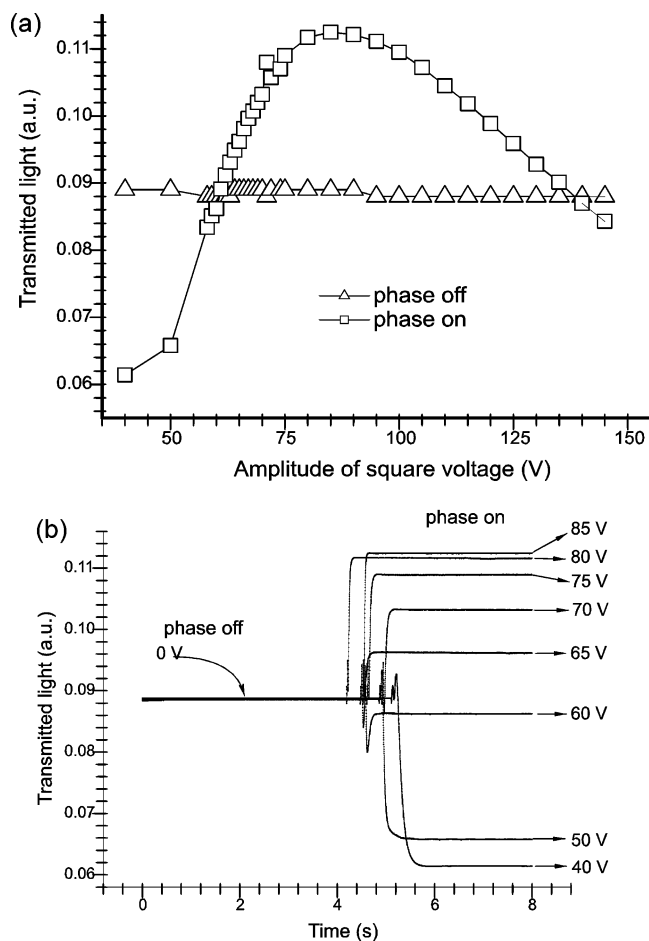 (a)
0.11
0.10
0.09
0.08
0.07
0.06
Transmitted light (a.u.)
phase off
phase on
50
75
100
125
150
Amplitude of square voltage (V)
(b)
phase on
85 V
80 V
75 V
70 V
65 V
60 V
50 V
40 V
phase off
0 V
0.11
0.10
0.09
0.08
0.07
0.06
Transmitted light (a.u.)
0
2
4
6
8
Time (s)